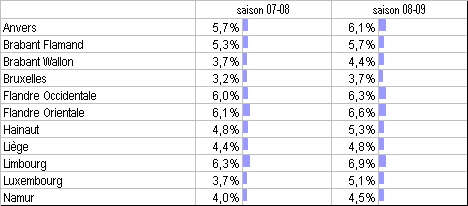 saison 07-08 saison 08-09
Anvers 5,7% 6,1%
Brabant Flamand 5,3% 5,7%
Brabant Wallon 3,7% 4,4%
Bruxelles 3,2% 3,7%
Flandre Occidentale 6,0% 6,3%
Flandre Orientale 6,1% 6,6%
Hainaut 4,8% 5,3%
Liège 4,4% 4,8%
Limbourg 6,3% 6,9%
Luxembourg 3,7% 5,1%
Namur 4,0% 4,5%